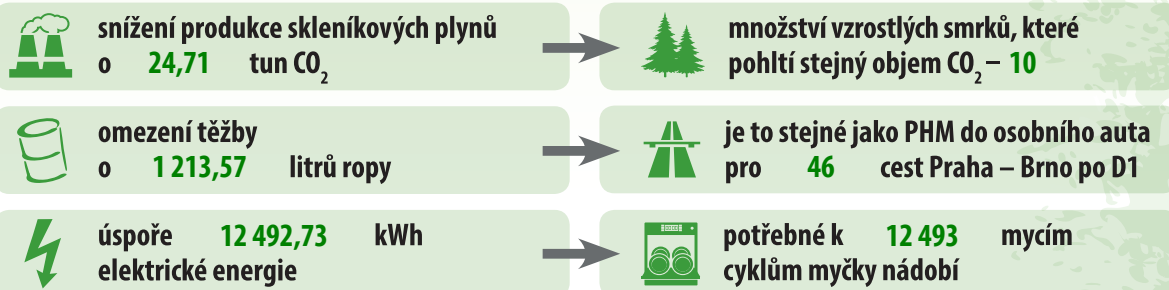 snížení produkce skleníkových plynů
o 24,71 tun CO₂
množství vzrostlých smrků, které
pohltí stejný objem CO₂ – 10
omezení těžby
o 1 213,57 litrů ropy
je to stejné jako PHM do osobního auta
pro 46 cest Praha – Brno po D1
úspoře 12 492,73 kWh
elektrické energie
potřebné k 12 493 mycím
cyklům myčky nádobí